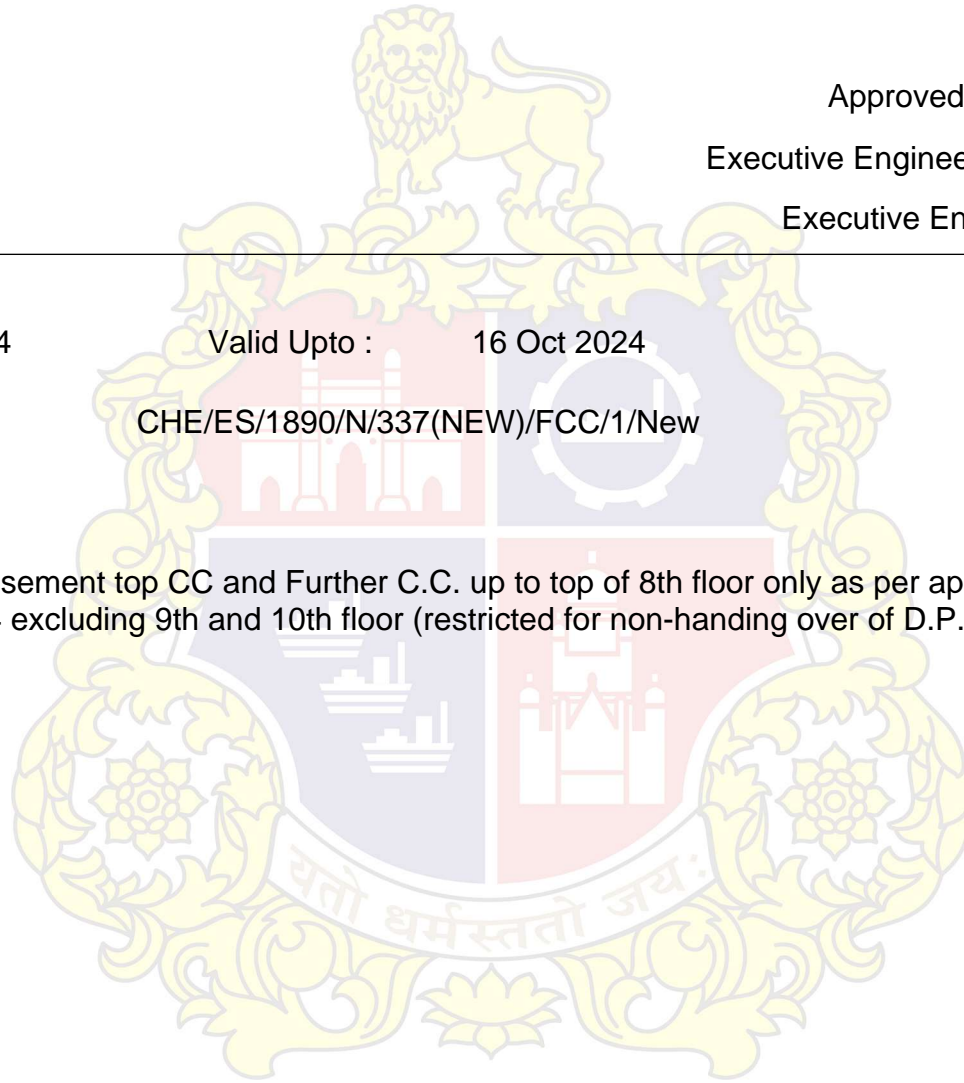 Approved
Executive Enginee
Executive En
4 Valid Upto : 16 Oct 2024
CHE/ES/1890/N/337(NEW)/FCC/1/New
sement top CC and Further C.C. up to top of 8th floor only as per ap
excluding 9th and 10th floor (restricted for non-handing over of D.P.
यतो धर्मस्ततो जय: